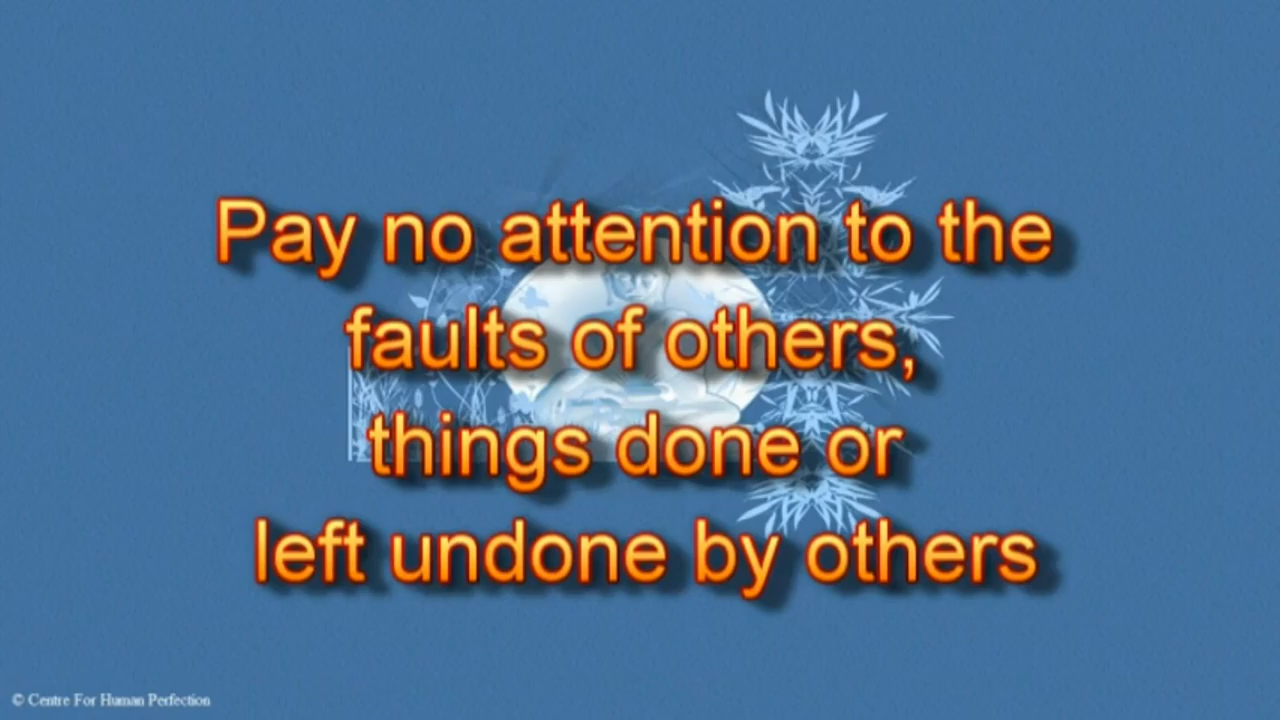 Pay no attention to the
faults of others,
things done or
left undone by others
© Centre For Human Perfection